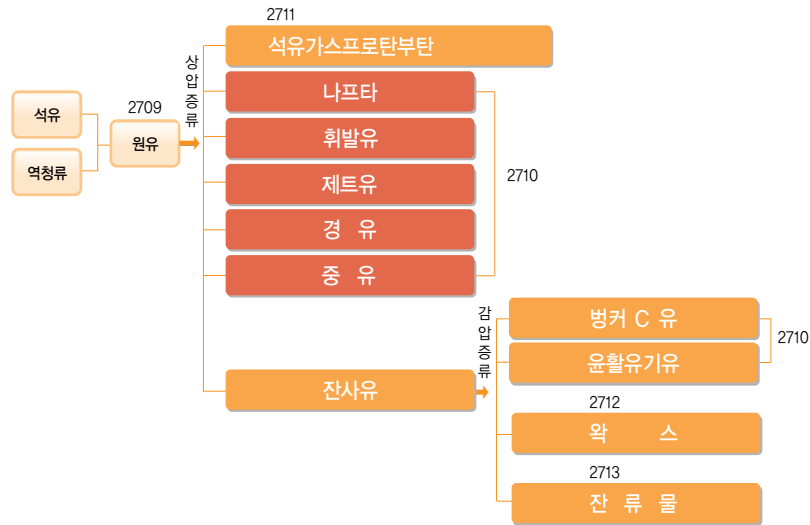 2711
석유가스프로탄부탄
상압증류
나프타
2709
석유
원유
휘발유
역청류
제트유
2710
경 유
중 유
감압증류
벙커 C 유
2710
윤활유기유
잔사유
2712
왁 스
2713
잔 류 물